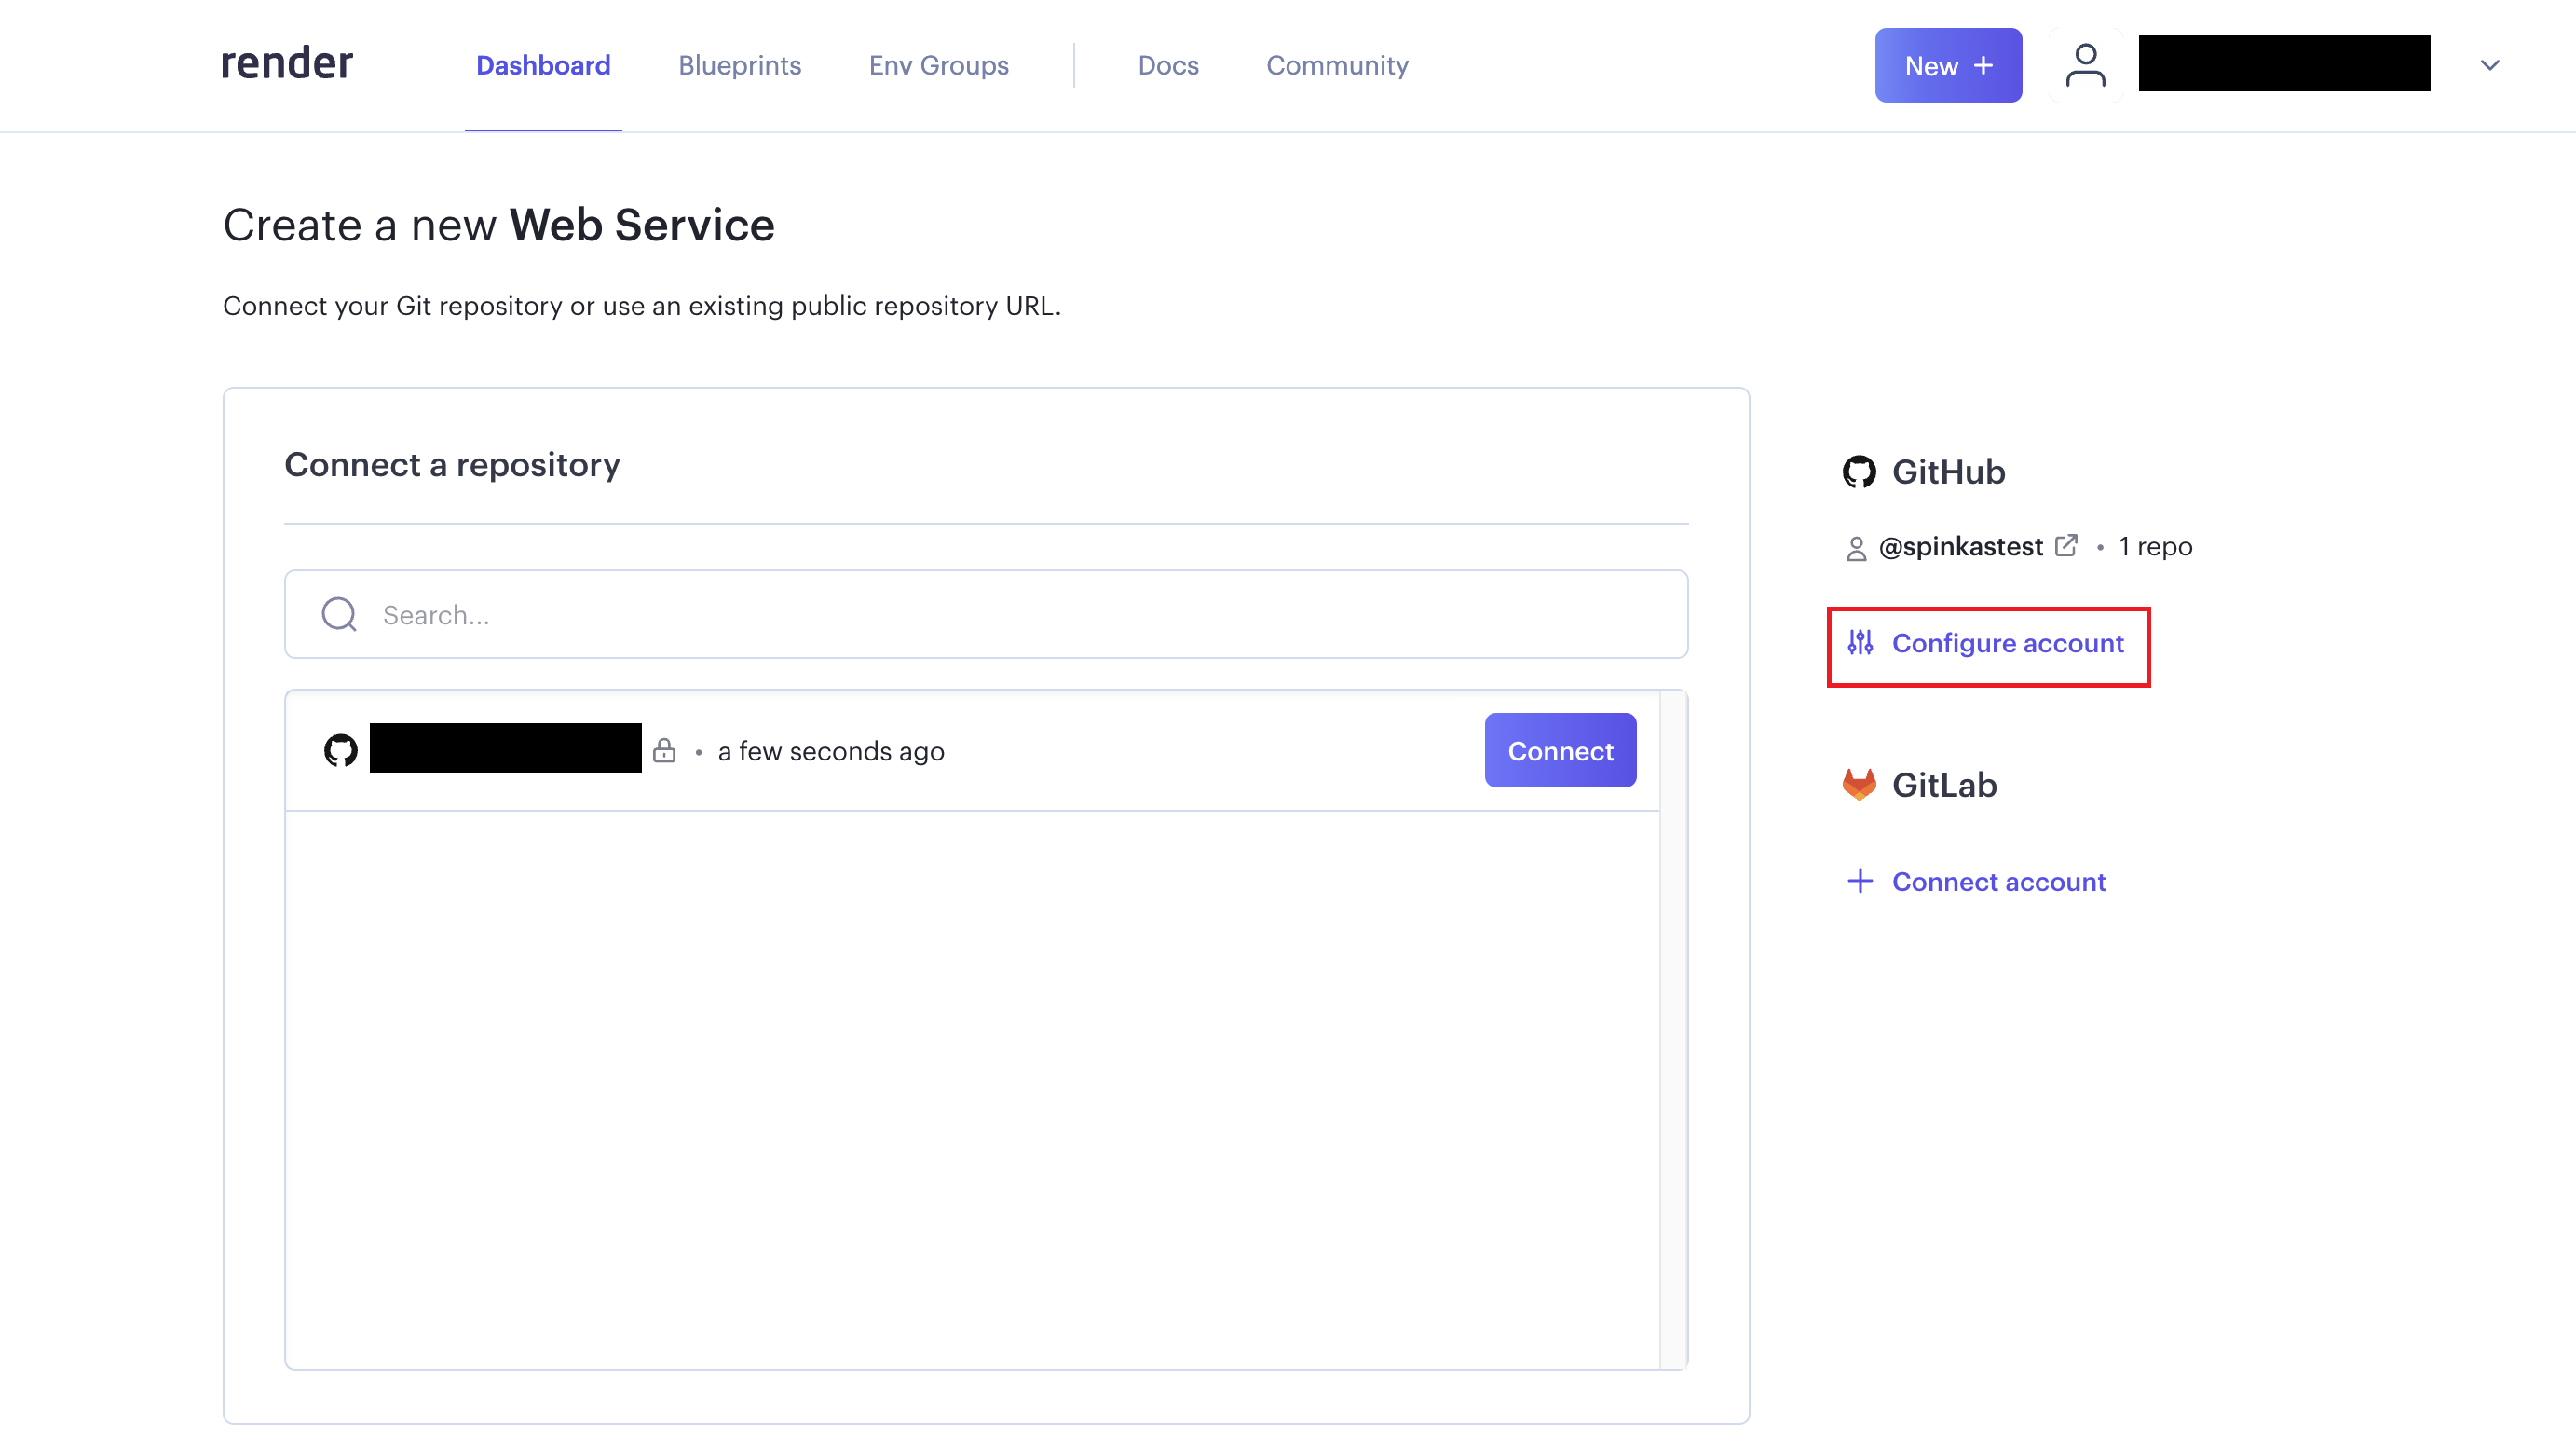 render
Dashboard
Blueprints
Env Groups
Docs
Community
New +
Create a new Web Service
Connect your Git repository or use an existing public repository URL.
Connect a repository
Search...
• a few seconds ago
Connect
GitHub
@spinkastest • 1 repo
Configure account
GitLab
+ Connect account